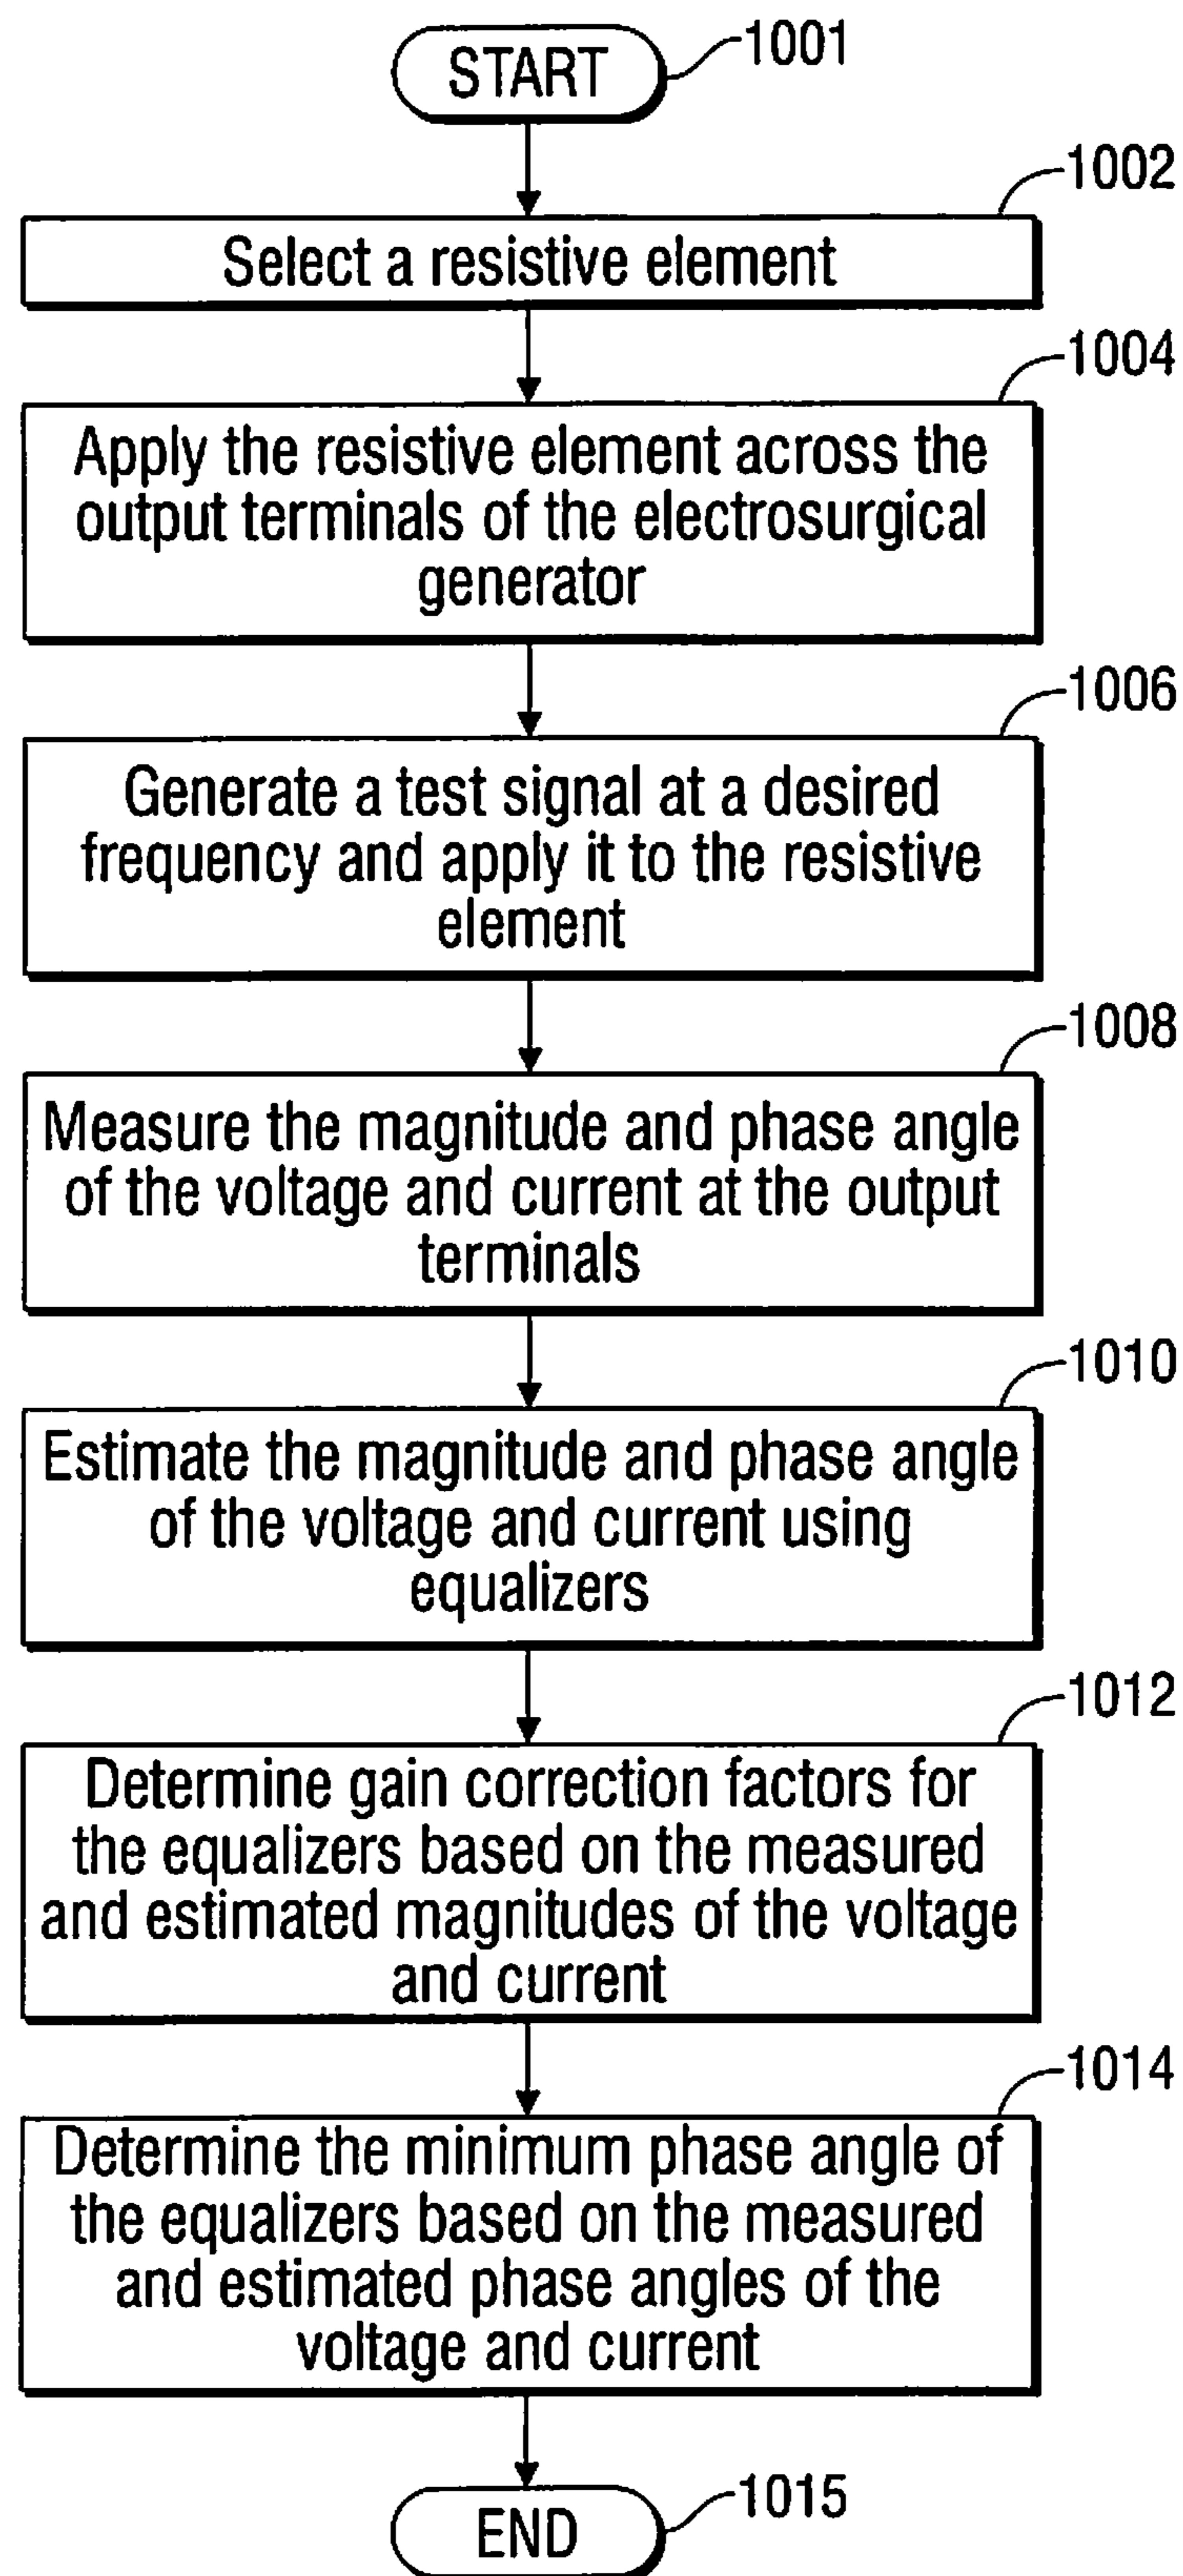 START
1001
1002
Select a resistive element
1004
Apply the resistive element across the
output terminals of the electrosurgical
generator
1006
Generate a test signal at a desired
frequency and apply it to the resistive
element
1008
Measure the magnitude and phase angle
of the voltage and current at the output
terminals
1010
Estimate the magnitude and phase angle
of the voltage and current using
equalizers
1012
Determine gain correction factors for
the equalizers based on the measured
and estimated magnitudes of the voltage
and current
1014
Determine the minimum phase angle of
the equalizers based on the measured
and estimated phase angles of the
voltage and current
END
1015